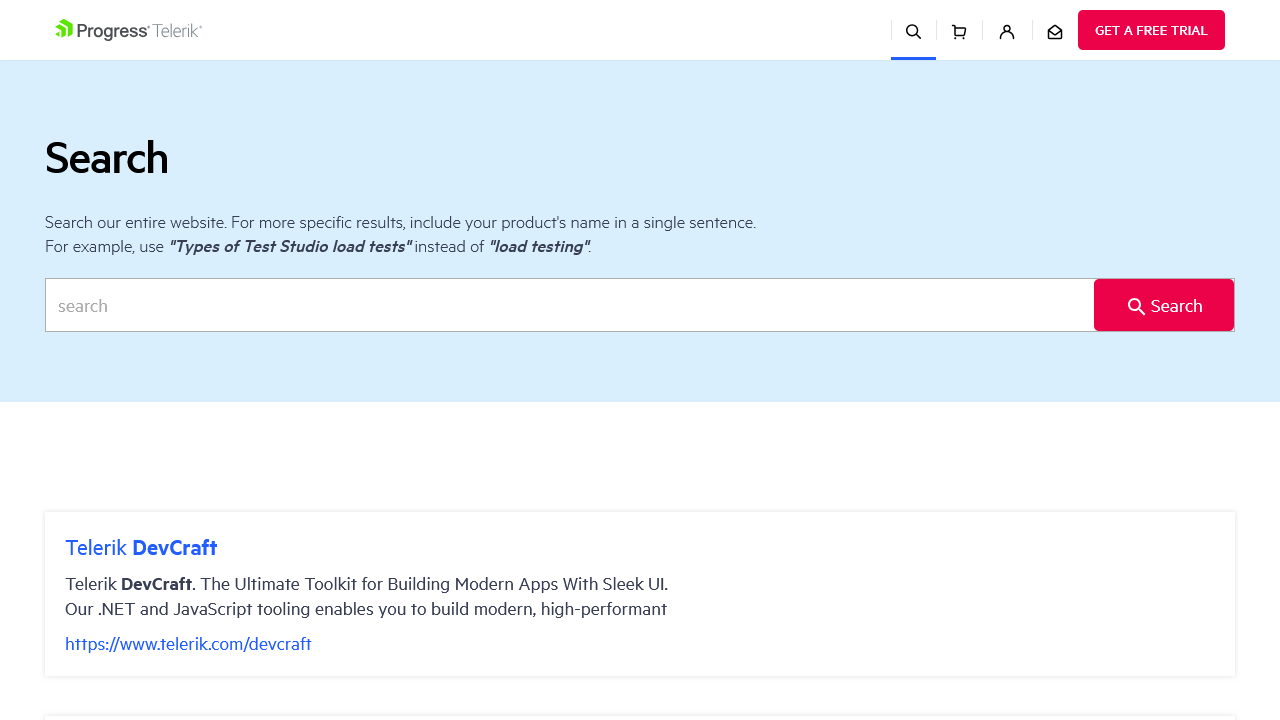 Progress® Telerik®
GET A FREE TRIAL
Search
Search our entire website. For more specific results, include your product's name in a single sentence.
For example, use "Types of Test Studio load tests" instead of "load testing".
search
Search
Telerik DevCraft
Telerik DevCraft. The Ultimate Toolkit for Building Modern Apps With Sleek UI.
Our .NET and JavaScript tooling enables you to build modern, high-performant
https://www.telerik.com/devcraft